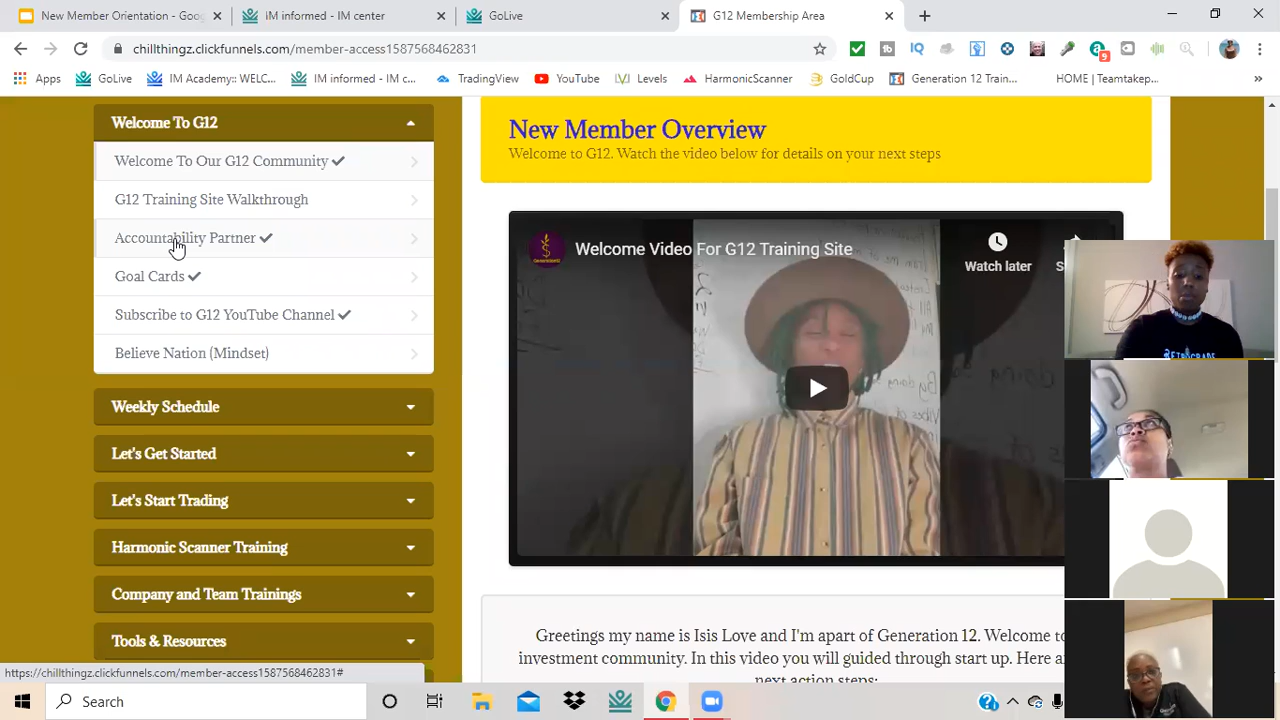 New Member Orientation - Goo
iM informed - IM center
GoLive
G12 Membership Area
chillthingz.clickfunnels.com/member-access1587568462831
Apps
GoLive
IM Academy:: WELC...
IM informed - IM c...
TradingView
YouTube
Levels
HarmonicScanner
GoldCup
Generation 12 Train...
HOME | Teamtakep...
Welcome To G12
Welcome To Our G12 Community
G12 Training Site Walkthrough
Accountability Partner
Goal Cards
Subscribe to G12 YouTube Channel
Believe Nation (Mindset)
Weekly Schedule
Let's Get Started
Let's Start Trading
Harmonic Scanner Training
Company and Team Trainings
Tools & Resources
New Member Overview
Welcome to G12. Watch the video below for details on your next steps
Welcome Video For G12 Training Site
Watch later
Greetings my name is Isis Love and I'm apart of Generation 12. Welcome to
investment community. In this video you will guided through start up. Here a
next action steps:
https://chillthingz.clickfunnels.com/member-access1587568462831#
Search